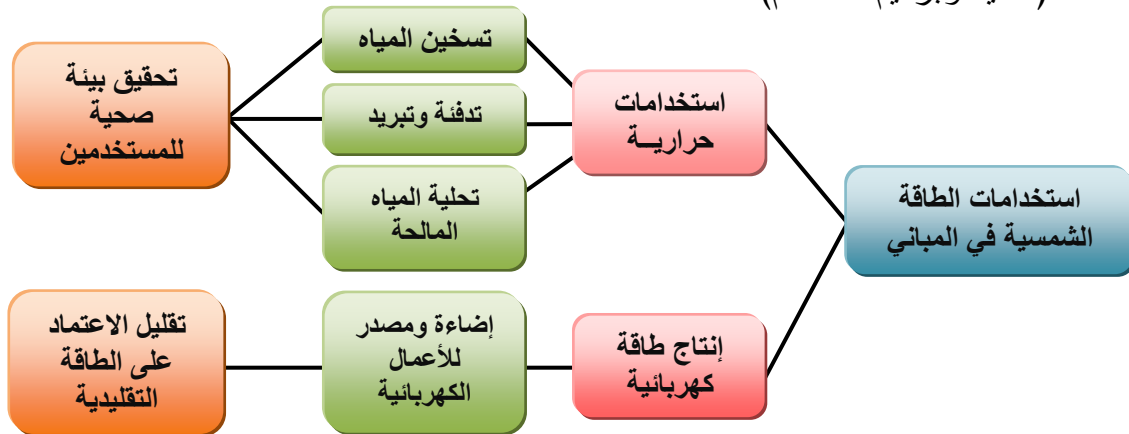 استخدامات الطاقة
الشمسية في المباني
استخدامات
حراريــة
تسخين المياه
تدفئة وتبريد
تحلية المياه
المالحة
تحقيق بيئة
صحية
للمستخدمين
إنتاج طاقة
كهربائية
إضاءة ومصدر
للأعمال
الكهربائية
تقليل الاعتماد
على الطاقة
التقليدية